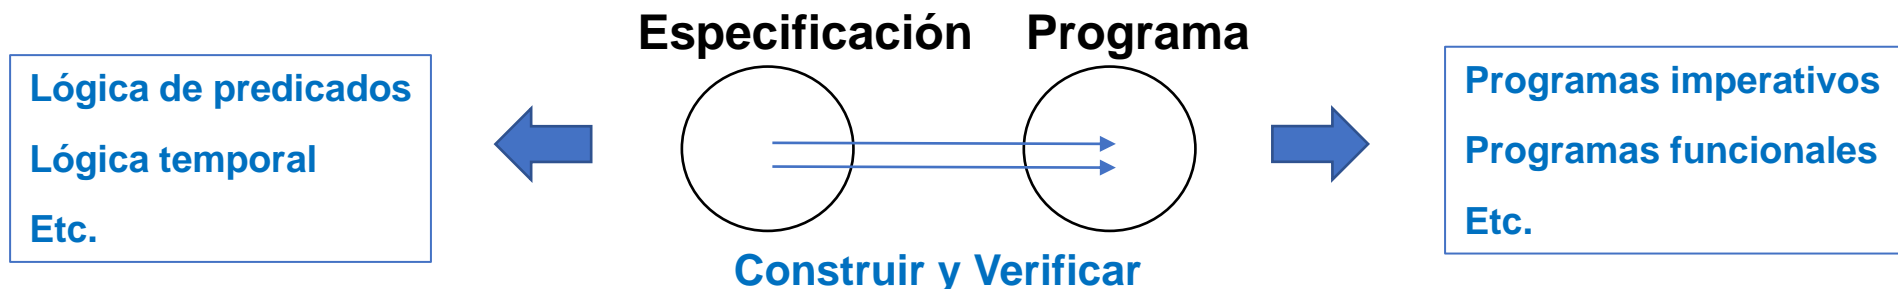 Especificación Programa
Lógica de predicados
Lógica temporal
Etc.
Programas imperativos
Programas funcionales
Etc.
Construir y Verificar